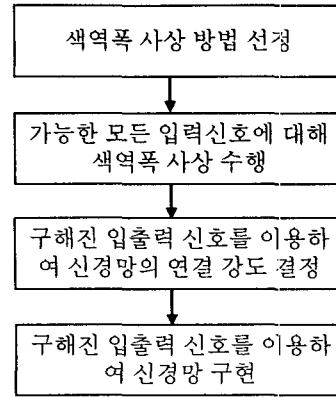 색역폭 사상 방법 선정
가능한 모든 입력신호에 대해
색역폭 사상 수행
구해진 입출력 신호를 이용하
여 신경망의 연결 강도 결정
구해진 입출력 신호를 이용하
여 신경망 구현